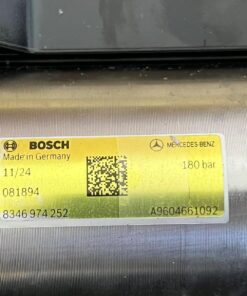 BOSCH MERCEDES-BENZ
Made in Germany
11/24 180 bar
081894
8346 974 252 A9604661092